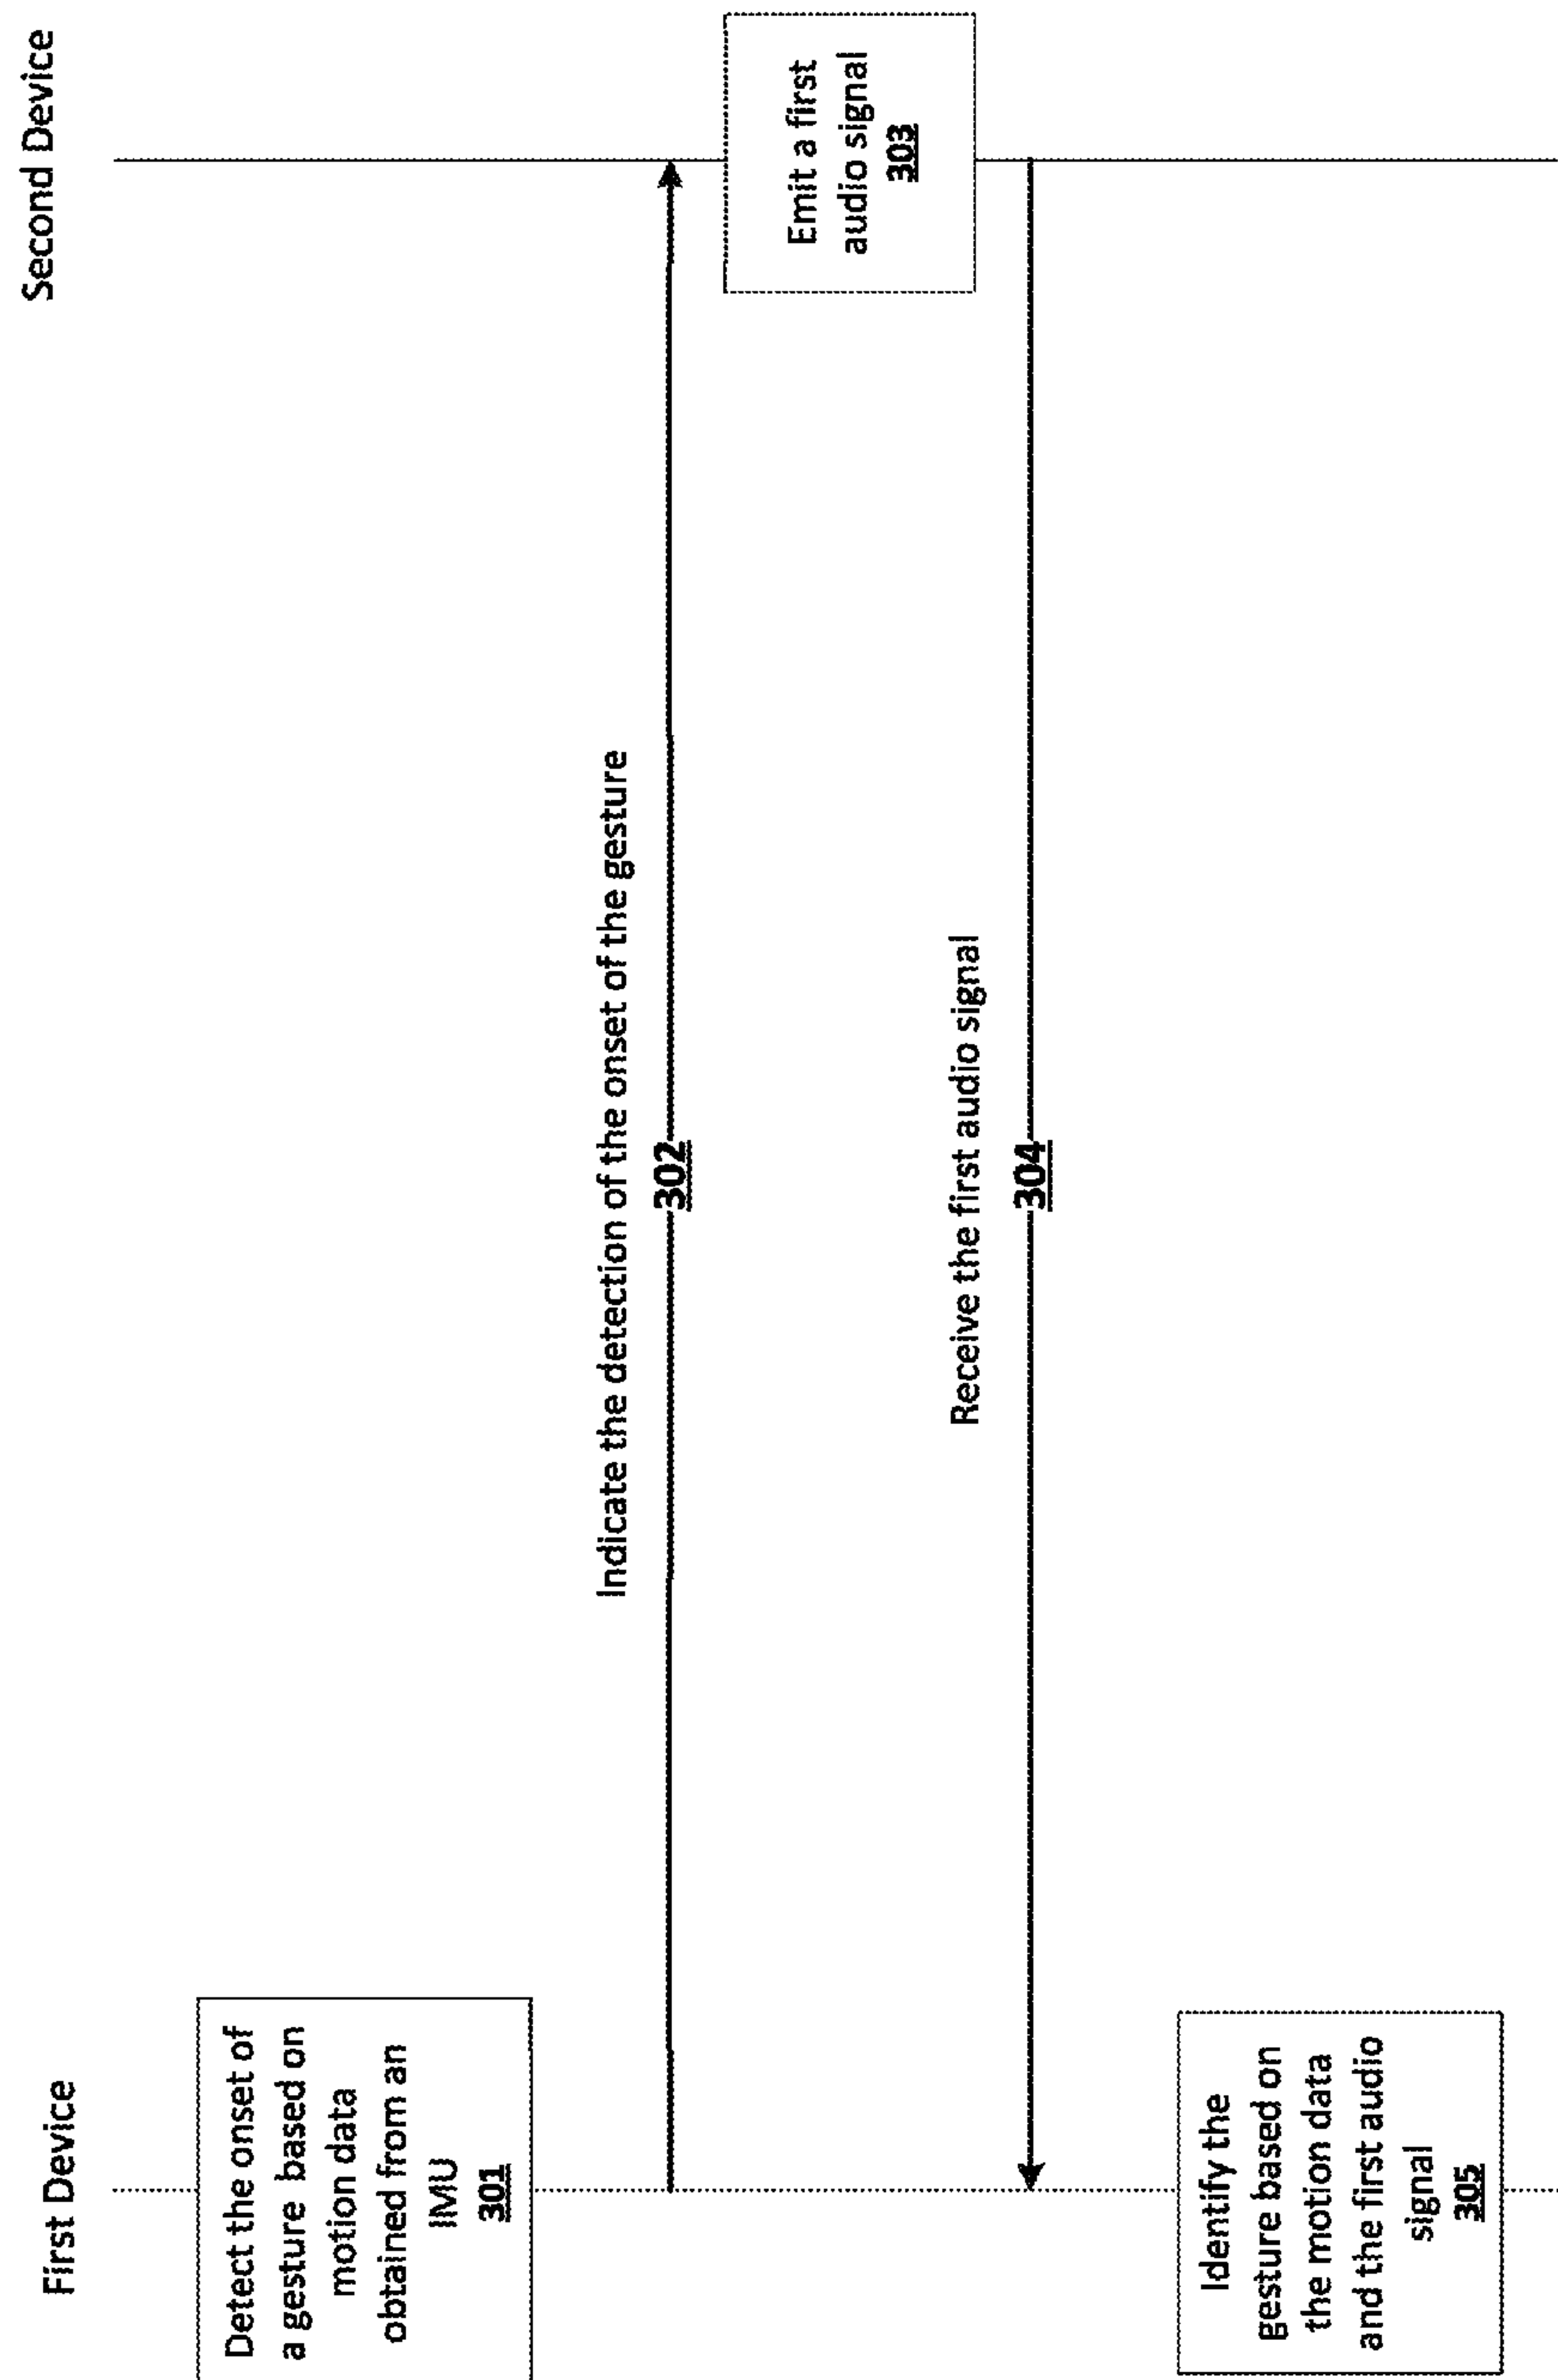 First Device
Second Device
Detect the onset of
a gesture based on
motion data
obtained from an
IMU
301
Indicate the detection of the onset of the gesture
302
Emit a first
audio signal
303
Receive the first audio signal
304
Identify the
gesture based on
the motion data
and the first audio
signal
305